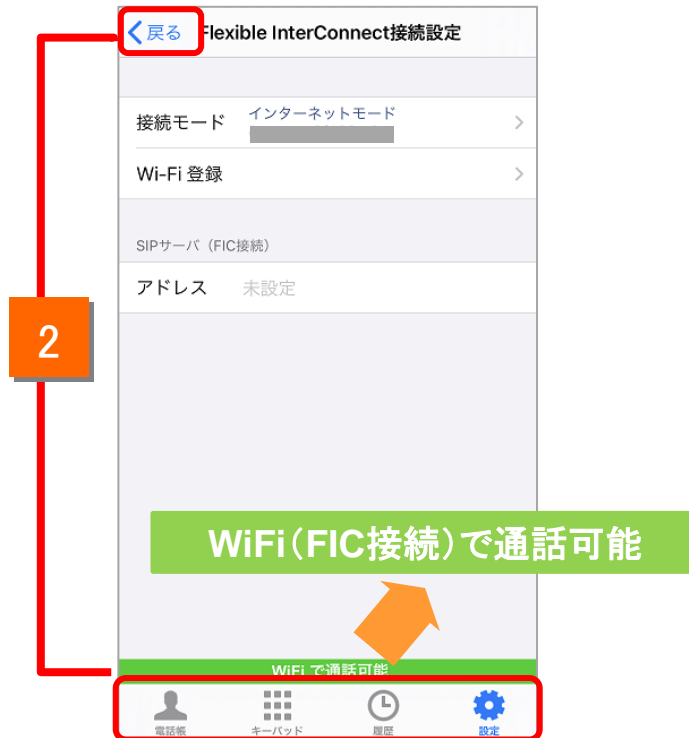 戻る
Flexible InterConnect接続設定
接続モード
インターネットモード
Wi-Fi 登録
SIPサーバ（FIC接続）
アドレス
未設定
2
WiFi（FIC接続）で通話可能
WiFi で通話可能
電話帳
キーパッド
履歴
設定